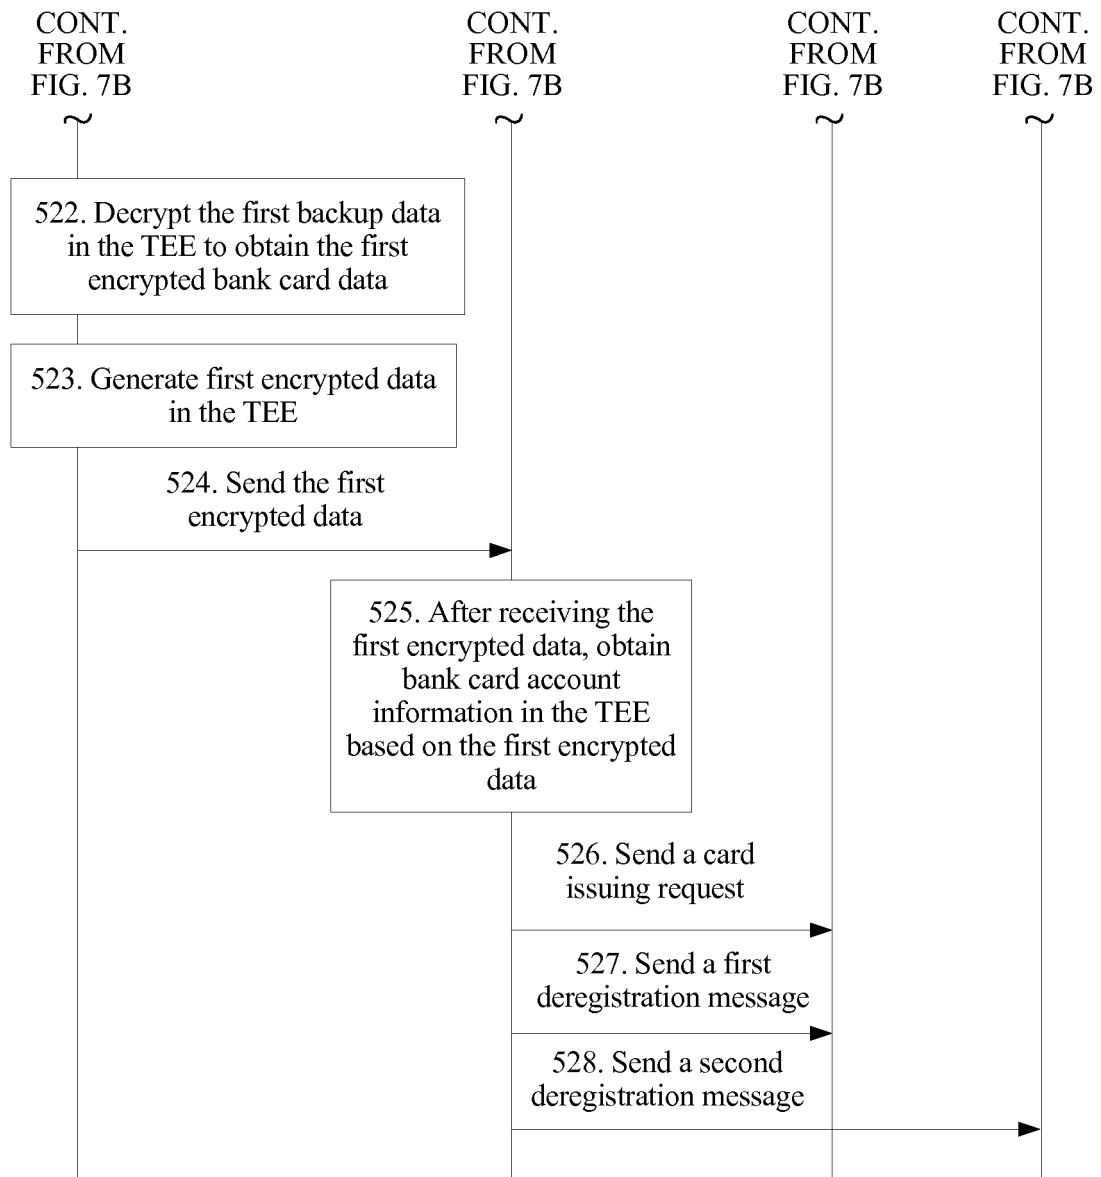 CONT.
FROM
FIG. 7B
CONT.
FROM
FIG. 7B
CONT.
FROM
FIG. 7B
CONT.
FROM
FIG. 7B
522. Decrypt the first backup data
in the TEE to obtain the first
encrypted bank card data
523. Generate first encrypted data
in the TEE
524. Send the first
encrypted data
525. After receiving the
first encrypted data, obtain
bank card account
information in the TEE
based on the first encrypted
data
526. Send a card
issuing request
527. Send a first
deregistration message
528. Send a second
deregistration message